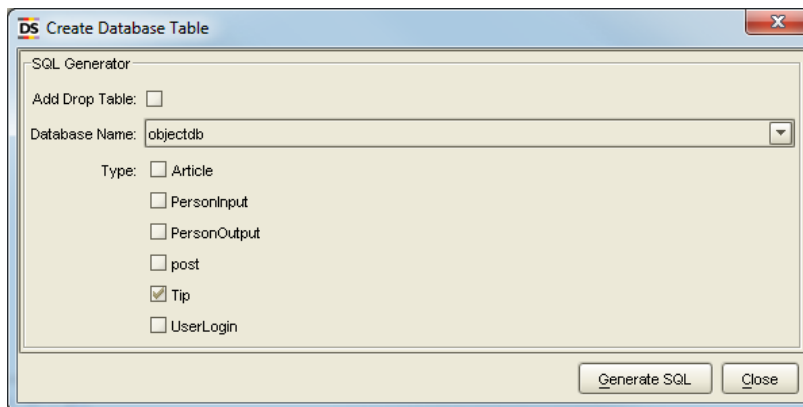 DS Create Database Table
SQL Generator
Add Drop Table:
Database Name: objectdb
Type: Article
PersonInput
PersonOutput
post
Tip
UserLogin
Generate SQL Close